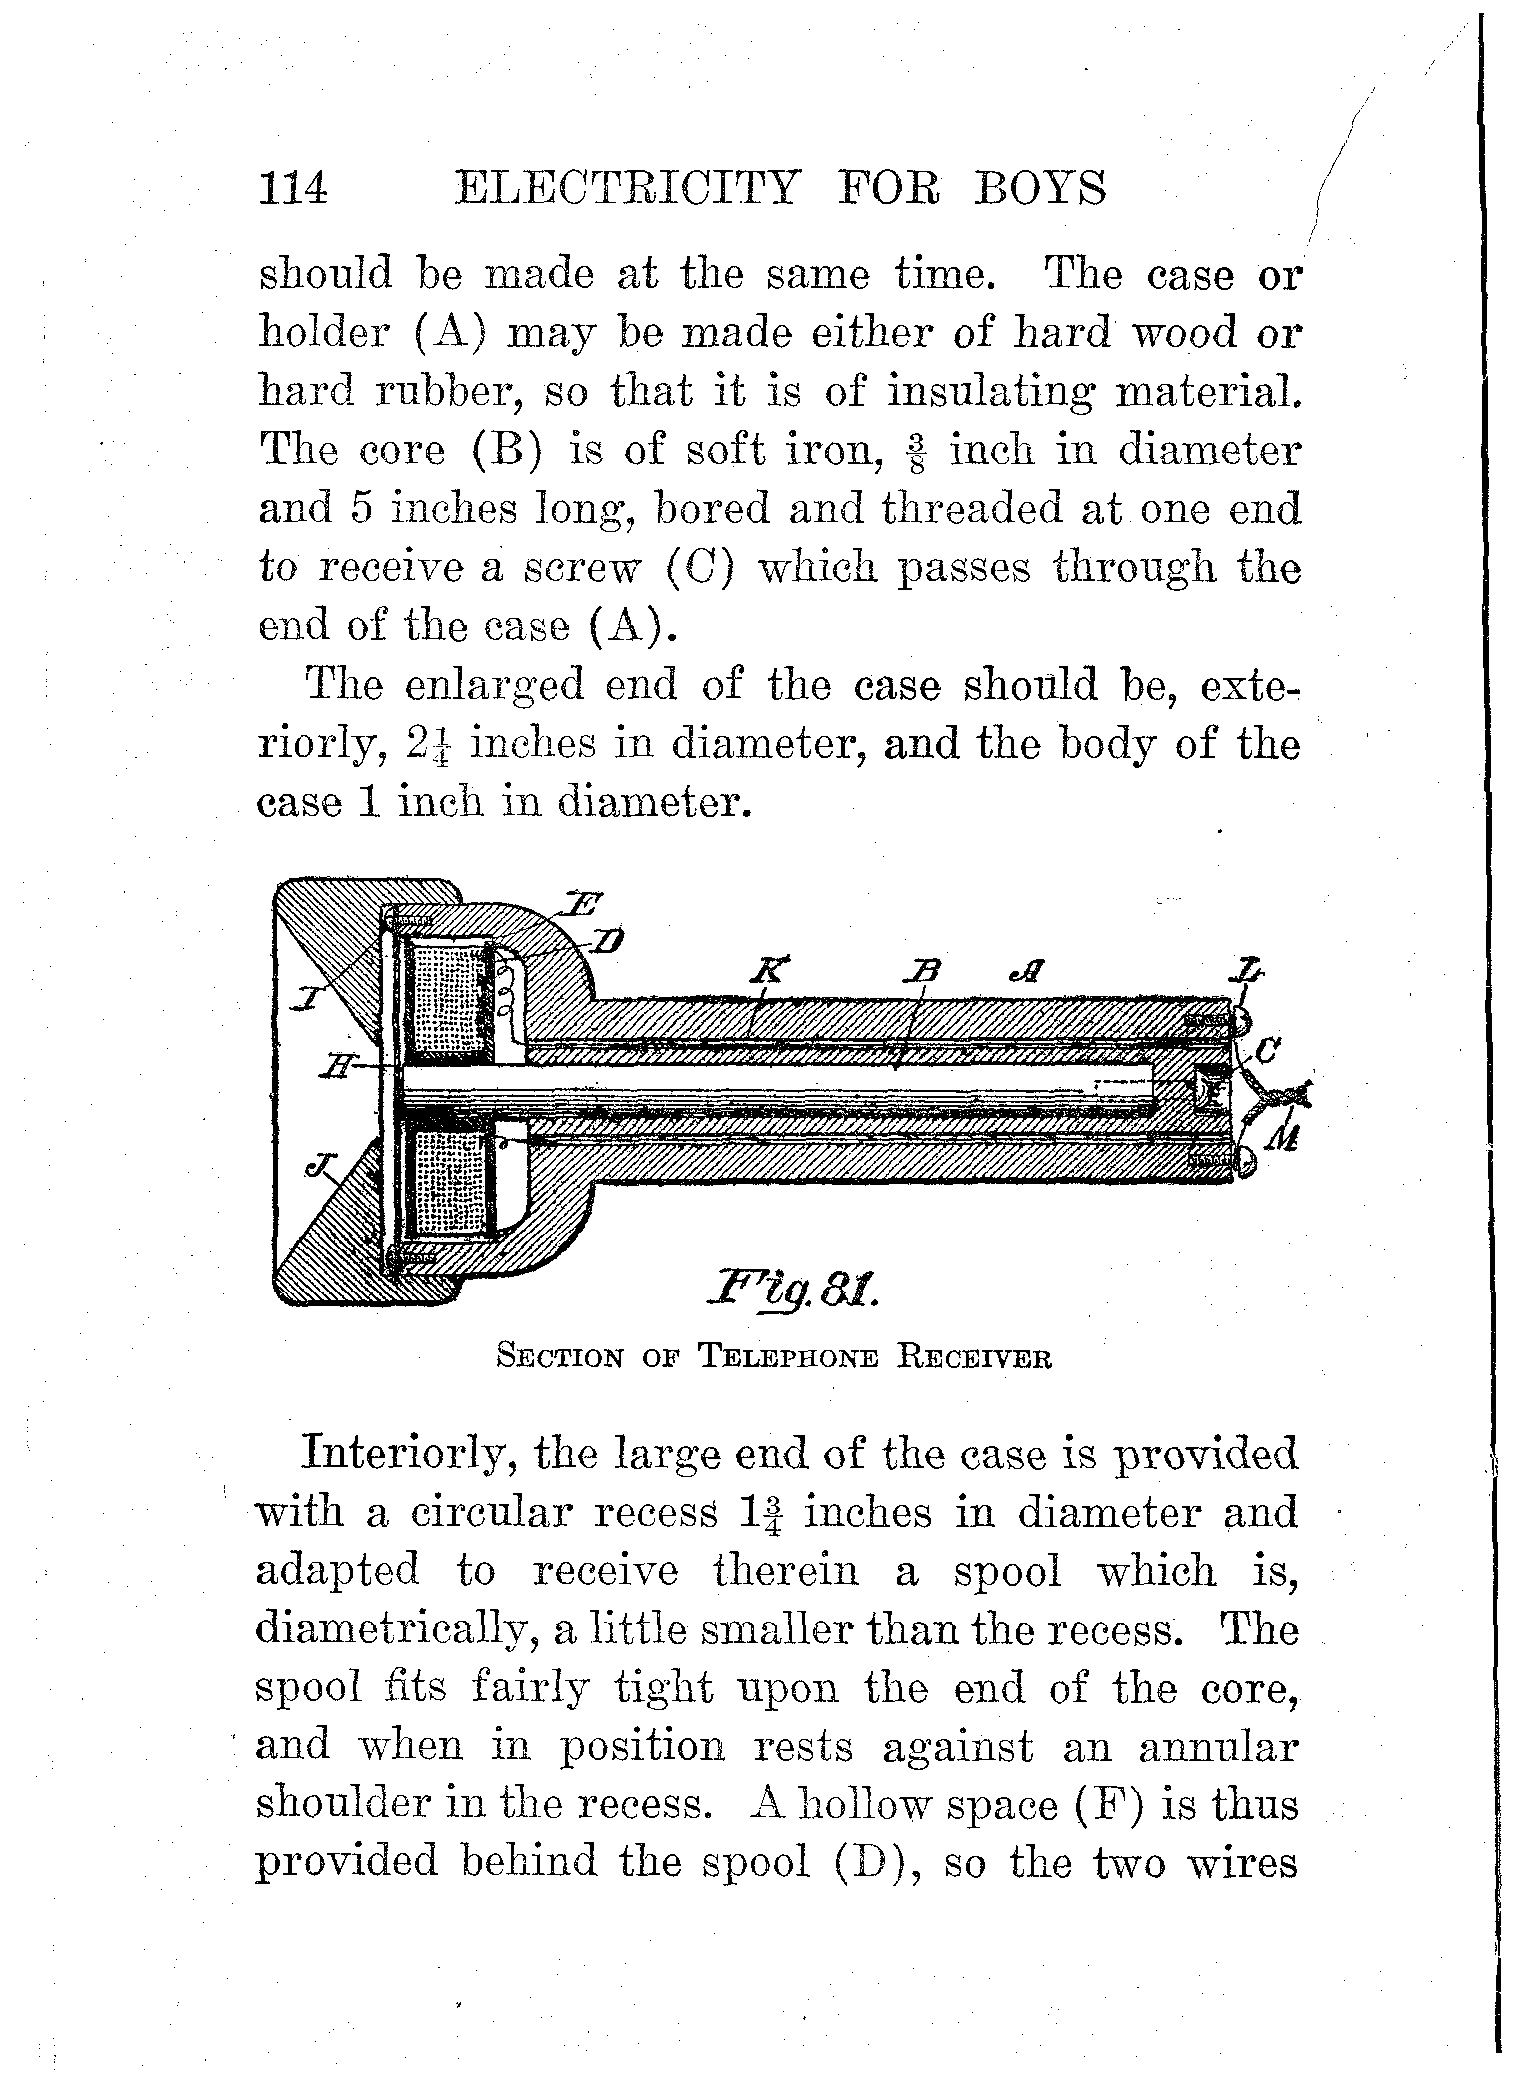 114 ELECTRICITY FOR BOYS
should be made at the same time. The case or
holder (A) may be made either of hard wood or
hard rubber, so that it is of insulating material.
The core (B) is of soft iron, ⅜ inch in diameter
and 5 inches long, bored and threaded at one end
to receive a screw (C) which passes through the
end of the case (A).
The enlarged end of the case should be, exte-
riorly, 2¼ inches in diameter, and the body of the
case 1 inch in diameter.
E
D
K B A L
I
C
H
M
J
Fig. 81.
SECTION OF TELEPHONE RECEIVER
Interiorly, the large end of the case is provided
with a circular recess 1¾ inches in diameter and
adapted to receive therein a spool which is,
diametrically, a little smaller than the recess. The
spool fits fairly tight upon the end of the core,
and when in position rests against an annular
shoulder in the recess. A hollow space (F) is thus
provided behind the spool (D), so the two wires